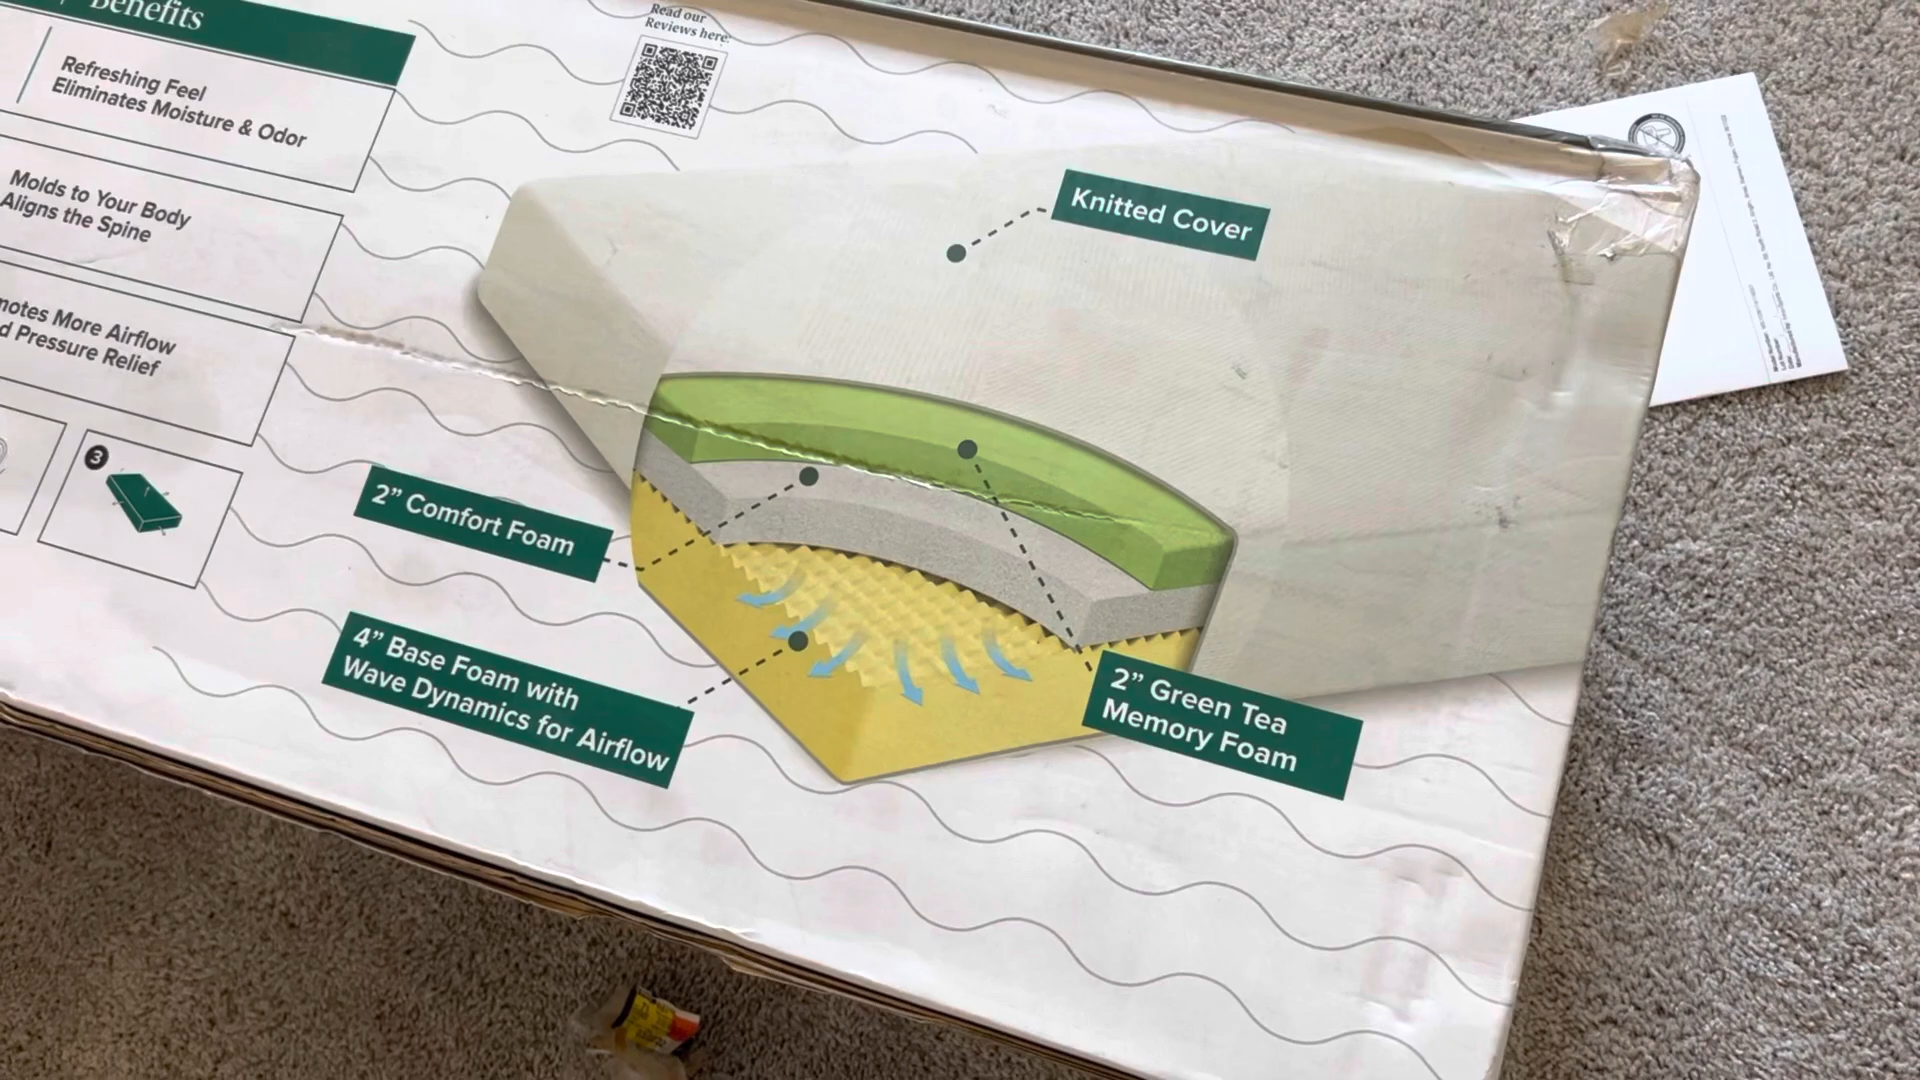 Benefits
Refreshing Feel
Eliminates Moisture & Odor
Molds to Your Body
Aligns the Spine
More Airflow
Pressure Relief
3
Read our
Reviews here:
Knitted Cover
2” Comfort Foam
4” Base Foam with
Wave Dynamics for Airflow
2” Green Tea
Memory Foam